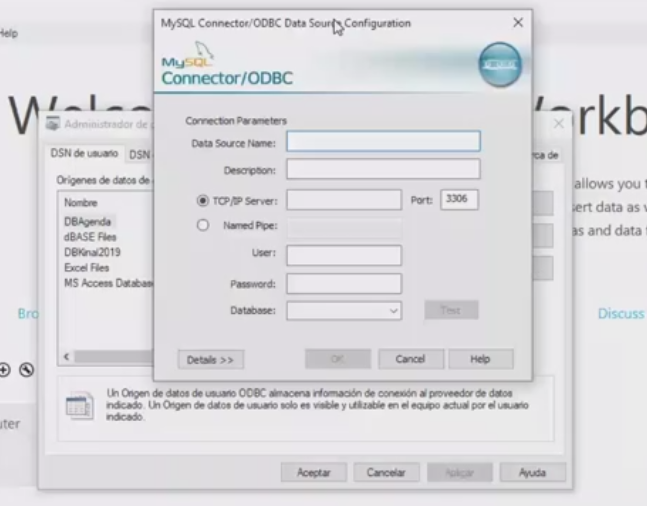 Help
MySQL Connector/ODBC Data Source Configuration
MySQL
Connector/ODBC
Connection Parameters
Data Source Name:
Description:
TCP/IP Server:
Port: 3306
Named Pipe:
User:
Password:
Database:
Test
Details >>
OK
Cancel
Help
Administrador de
DSN de usuario
DSN
rca de
Orígenes de datos de
Nombre
DBAgenda
dBASE Files
DBKinal2019
Excel Files
MS Access Databas
Un Origen de datos de usuario ODBC almacena información de conexión al proveedor de datos
indicado. Un Origen de datos de usuario solo es visible y utilizable en el equipo actual por el usuario
indicado.
Aceptar
Cancelar
Aplicar
Ayuda
Welco
Workb
allows you t
sert data as
as and data
Bro
Discuss
uter